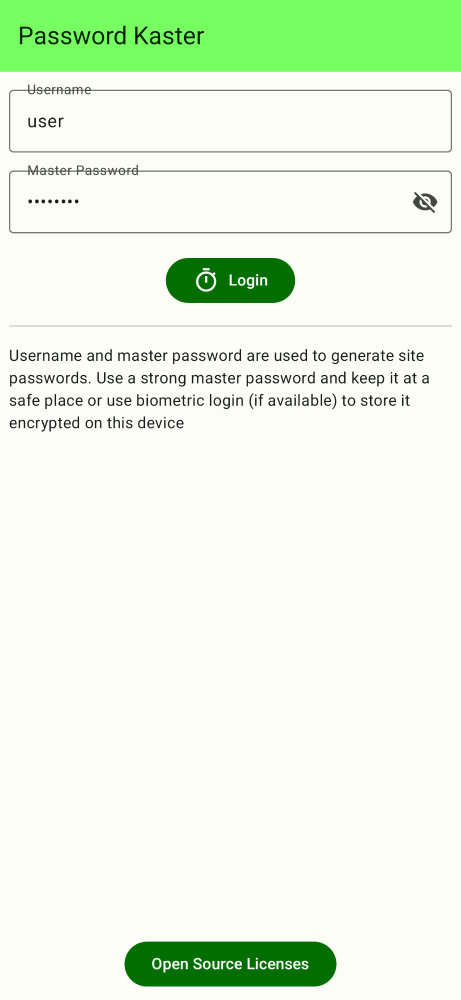 Password Kaster
Username
user
Master Password
••••••••
Login
Username and master password are used to generate site
passwords. Use a strong master password and keep it at a
safe place or use biometric login (if available) to store it
encrypted on this device
Open Source Licenses